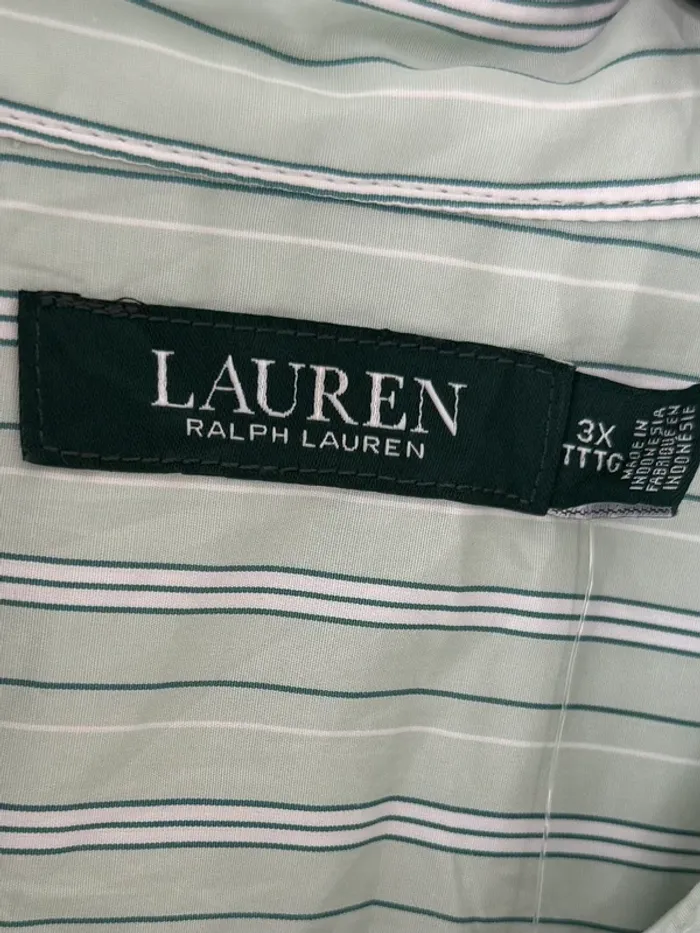 LAUREN
RALPH LAUREN
3X
TTTG
MADE IN
INDONESIA
FABRIQUÉ EN
INDONÉSIE